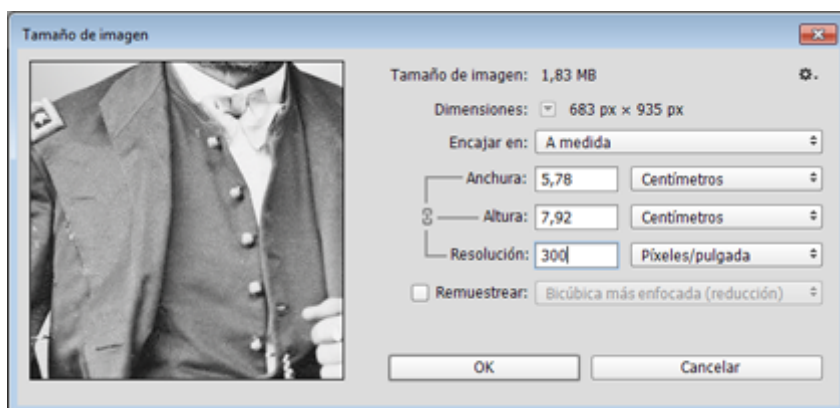 Tamaño de imagen
Tamaño de imagen: 1,83 MB
Dimensiones: 683 px × 935 px
Encajar en: A medida
Anchura: 5,78 Centímetros
Altura: 7,92 Centímetros
Resolución: 300 Píxeles/pulgada
Remuestrear: Bicúbica más enfocada (reducción)
OK Cancelar